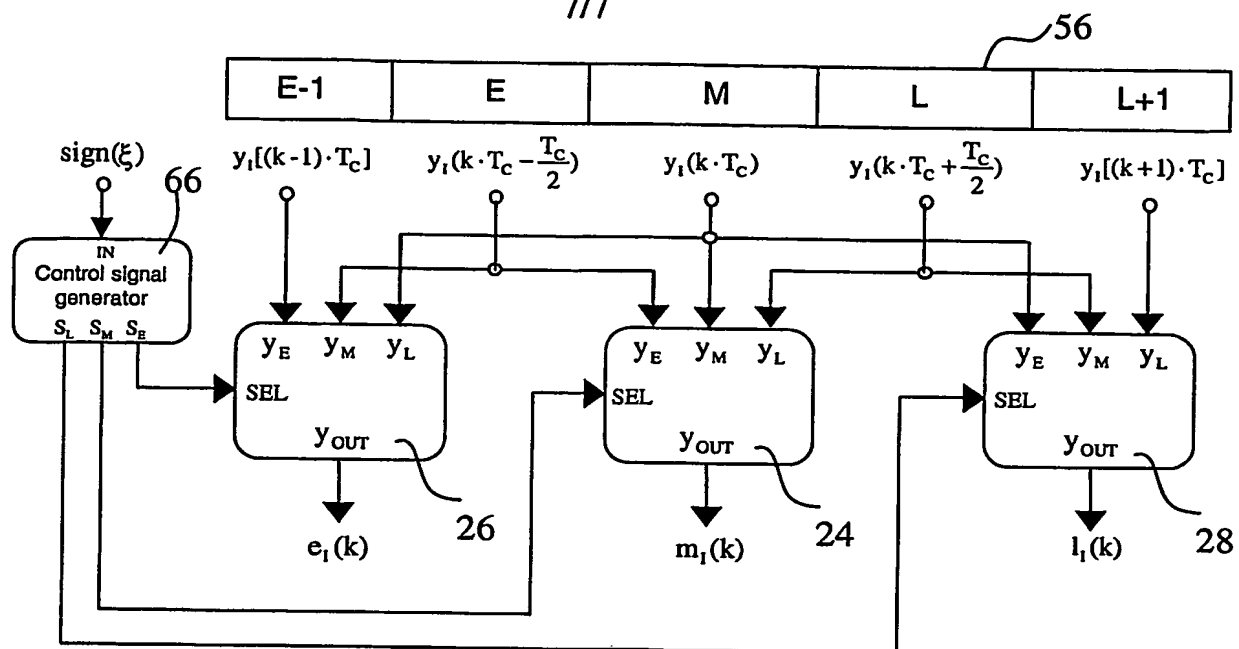 56
E-1 E M L L+1
sign(ξ)
y_I[(k-1)·T_C] y_I(k·T_C − T_C/2) y_I(k·T_C) y_I(k·T_C + T_C/2) y_I[(k+1)·T_C]
66
IN
Control signal
generator
S_L S_M S_E
y_E y_M y_L y_E y_M y_L y_E y_M y_L
SEL SEL SEL
y_OUT y_OUT y_OUT
26 24 28
e_I(k) m_I(k) l_I(k)